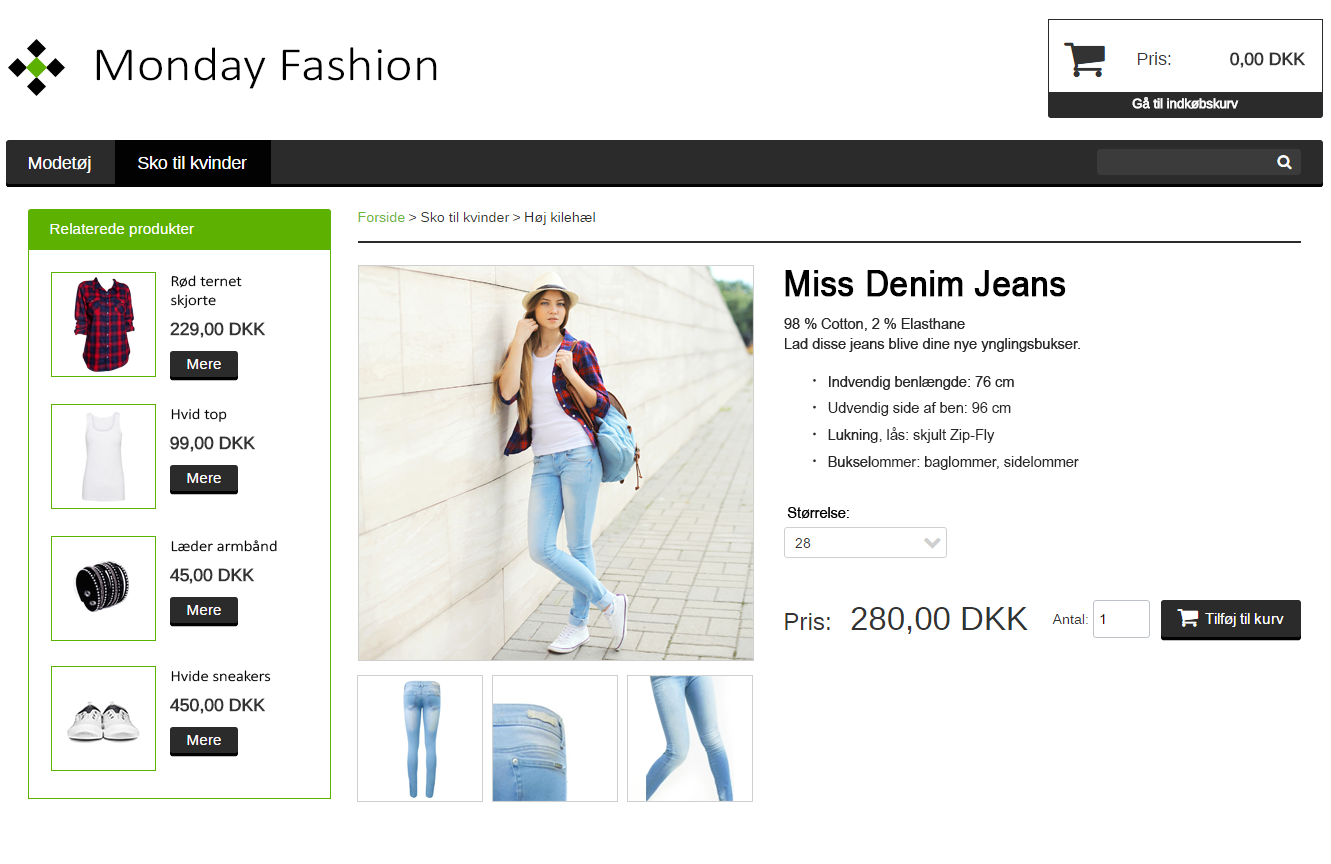 Monday Fashion
Pris: 0,00 DKK
Gå til indkøbskurv
Modetøj Sko til kvinder
Relaterede produkter
Rød ternet
skjorte
229,00 DKK
Mere
Hvid top
99,00 DKK
Mere
Læder armbånd
45,00 DKK
Mere
Hvide sneakers
450,00 DKK
Mere
Forside > Sko til kvinder > Høj kilehæl
Miss Denim Jeans
98 % Cotton, 2 % Elasthane
Lad disse jeans blive dine nye ynglingsbukser.
· Indvendig benlængde: 76 cm
· Udvendig side af ben: 96 cm
· Lukning, lås: skjult Zip-Fly
· Bukselommer: baglommer, sidelommer
Størrelse:
28
Pris: 280,00 DKK Antal: 1 Tilføj til kurv